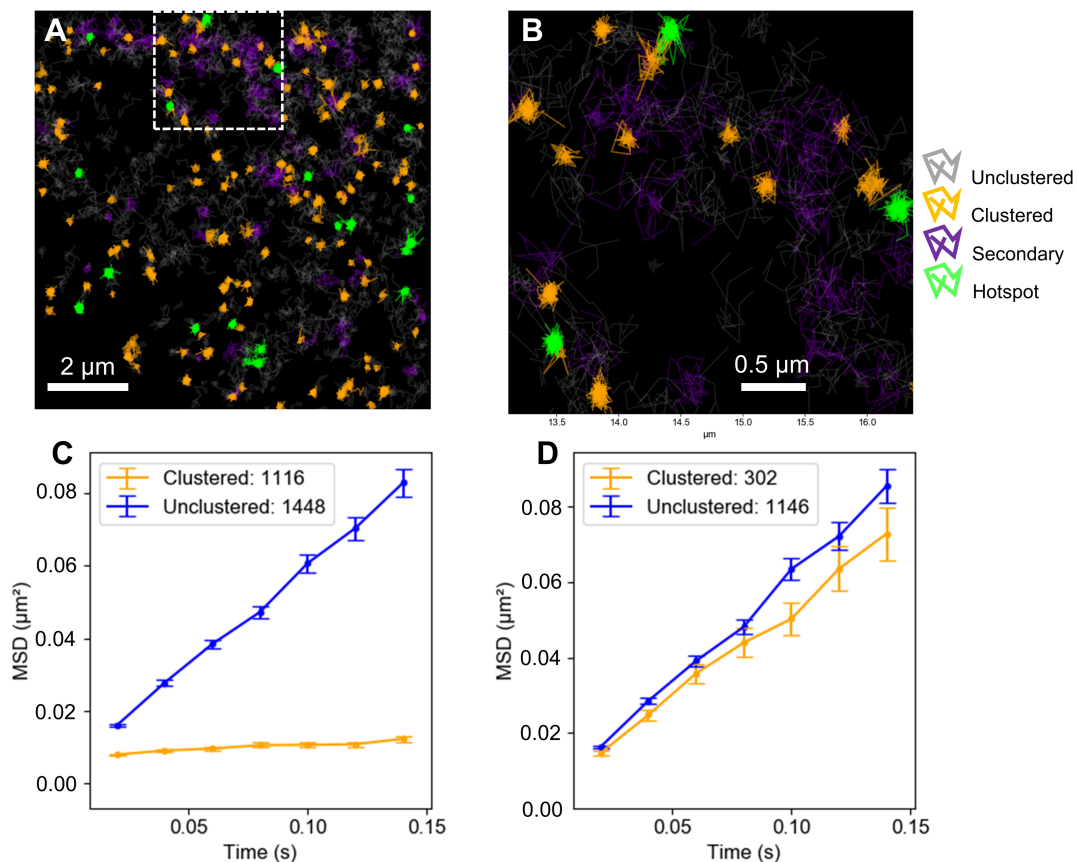 A
2 µm
B
0.5 µm
13.5 14.0 14.5 15.0 15.5 16.0
µm
Unclustered
Clustered
Secondary
Hotspot
C
Clustered: 1116
Unclustered: 1448
0.08
0.06
0.04
0.02
0.00
MSD (µm²)
0.05 0.10 0.15
Time (s)
D
Clustered: 302
Unclustered: 1146
0.08
0.06
0.04
0.02
0.00
MSD (µm²)
0.05 0.10 0.15
Time (s)